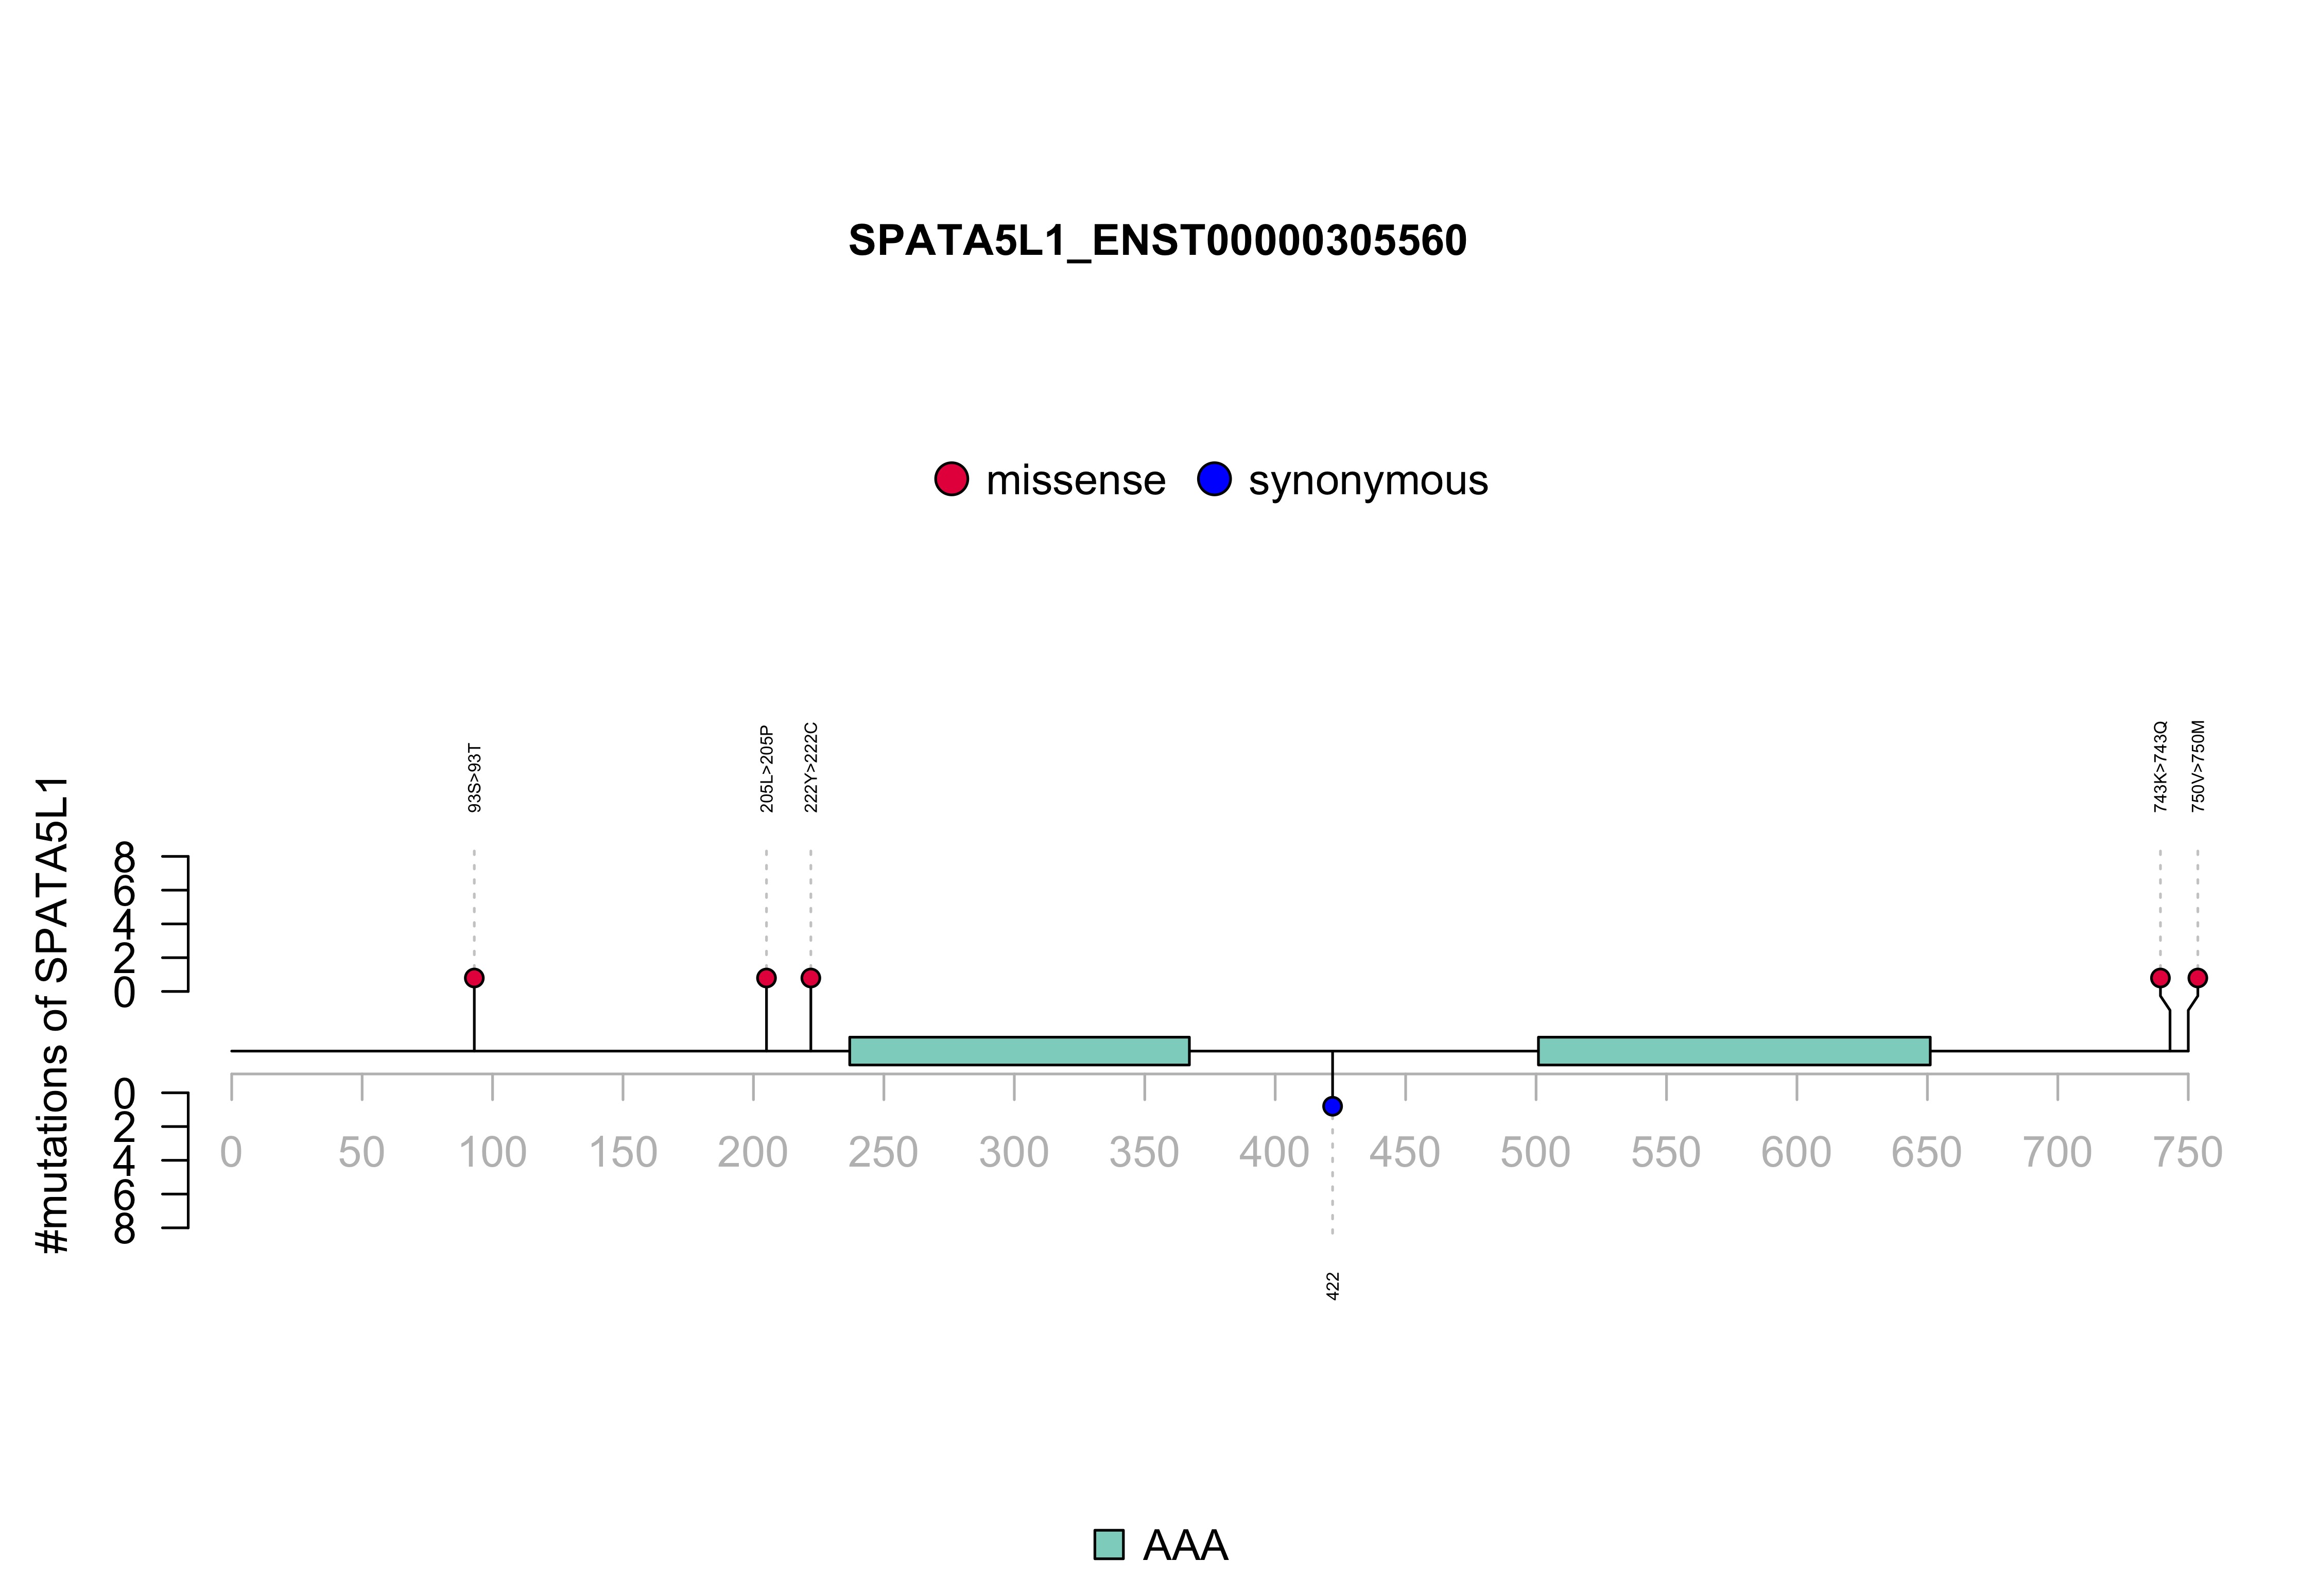 SPATA5L1_ENST00000305560
missense synonymous
93S>93T
205L>205P
222Y>222C
743K>743Q
750V>750M
#mutations of SPATA5L1
8
6
4
2
0
0
2
4
6
8
0 50 100 150 200 250 300 350 400 450 500 550 600 650 700 750
422
AAA